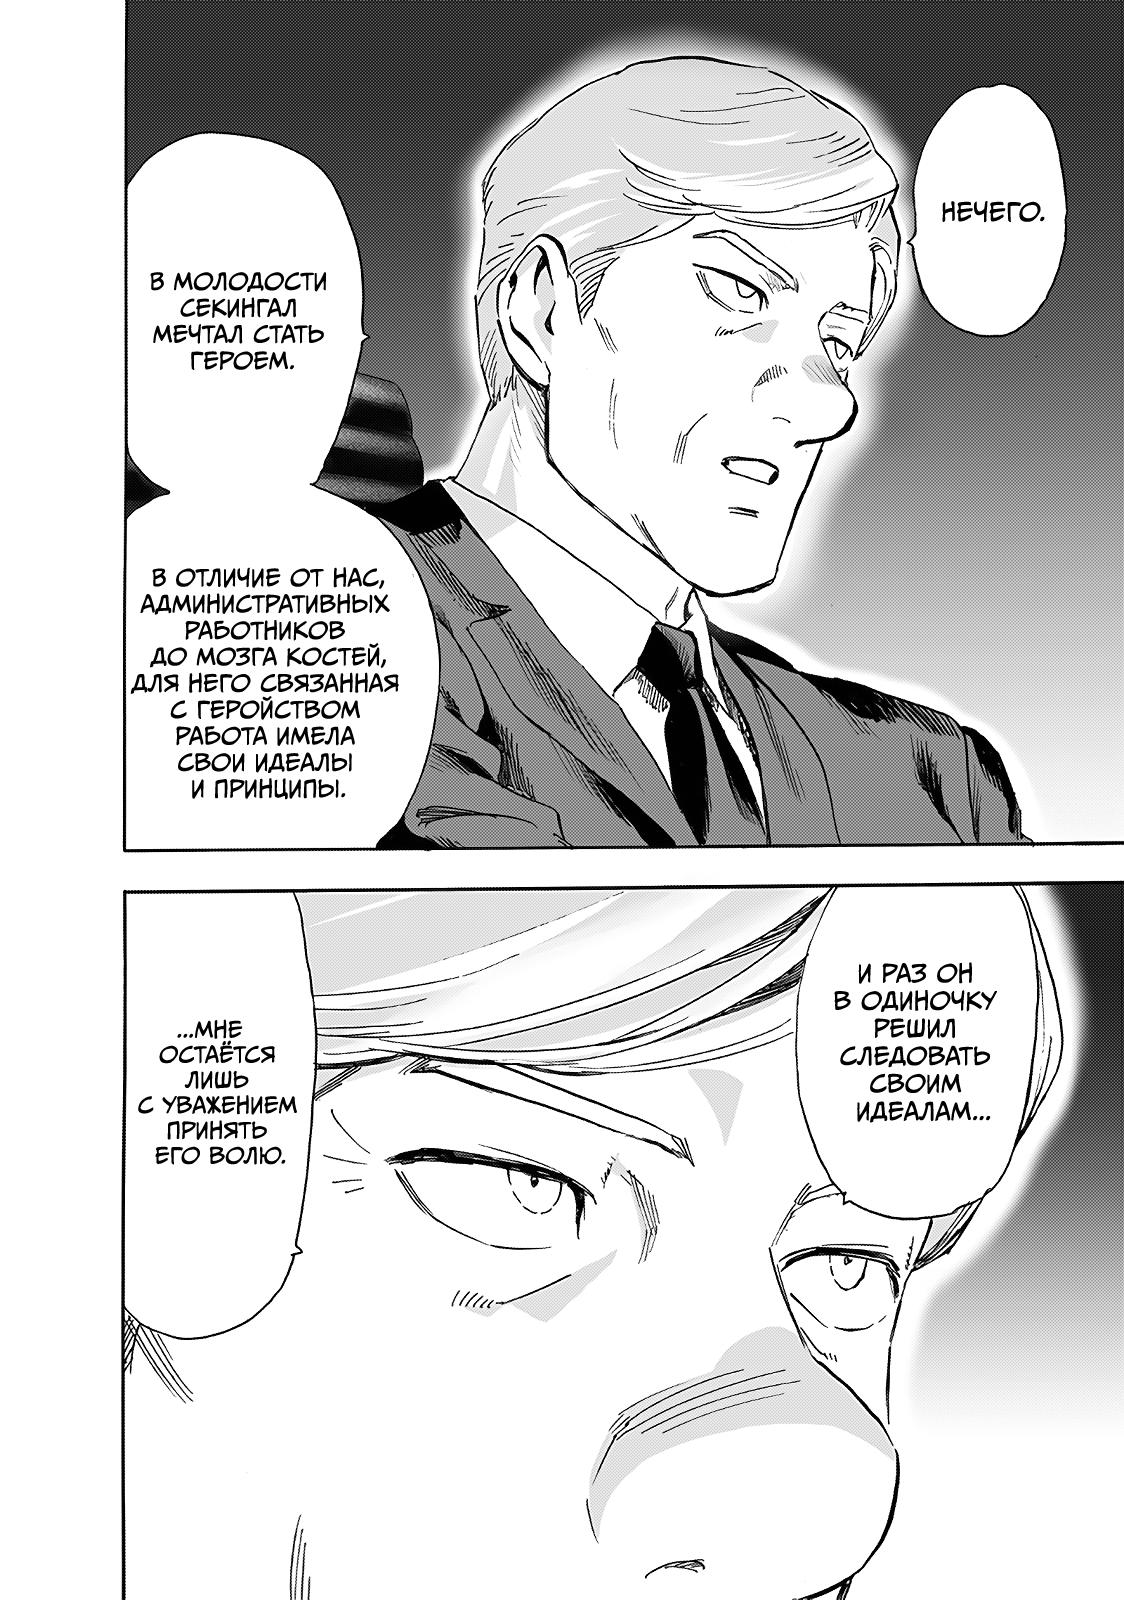 НЕЧЕГО.
В МОЛОДОСТИ
СЕКИНГАЛ
МЕЧТАЛ СТАТЬ
ГЕРОЕМ.
В ОТЛИЧИЕ ОТ НАС,
АДМИНИСТРАТИВНЫХ
РАБОТНИКОВ
ДО МОЗГА КОСТЕЙ,
ДЛЯ НЕГО СВЯЗАННАЯ
С ГЕРОЙСТВОМ
РАБОТА ИМЕЛА
СВОИ ИДЕАЛЫ
И ПРИНЦИПЫ.
И РАЗ ОН
В ОДИНОЧКУ
РЕШИЛ
СЛЕДОВАТЬ
СВОИМ
ИДЕАЛАМ...
...МНЕ
ОСТАЁТСЯ
ЛИШЬ
С УВАЖЕНИЕМ
ПРИНЯТЬ
ЕГО ВОЛЮ.